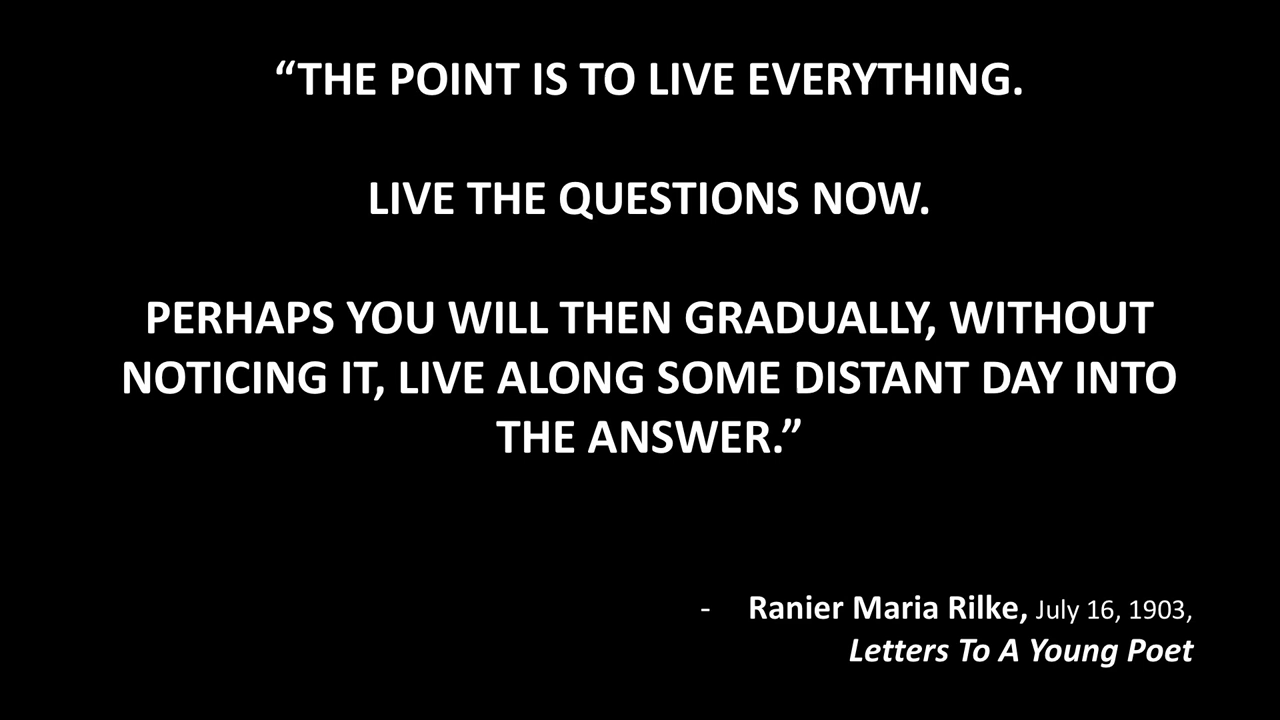 “THE POINT IS TO LIVE EVERYTHING.
LIVE THE QUESTIONS NOW.
PERHAPS YOU WILL THEN GRADUALLY, WITHOUT
NOTICING IT, LIVE ALONG SOME DISTANT DAY INTO
THE ANSWER.”
- Ranier Maria Rilke, July 16, 1903,
Letters To A Young Poet